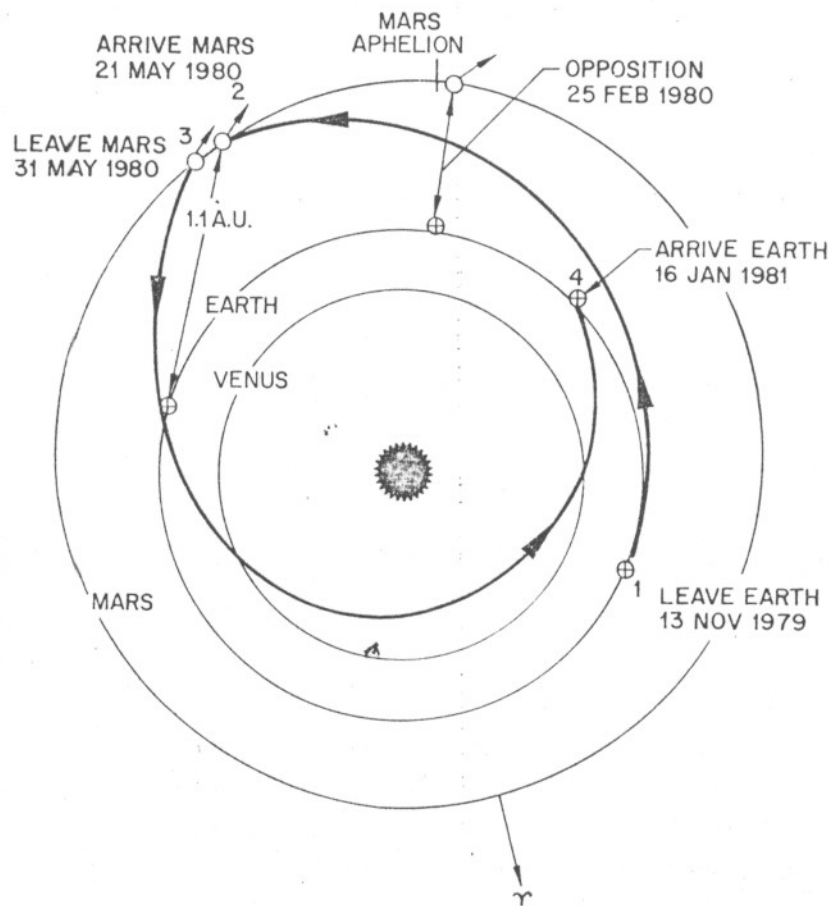 MARS
APHELION
ARRIVE MARS
21 MAY 1980
2
OPPOSITION
25 FEB 1980
3
LEAVE MARS
31 MAY 1980
1.1 A.U.
ARRIVE EARTH
16 JAN 1981
4
EARTH
VENUS
1
LEAVE EARTH
13 NOV 1979
MARS
♈